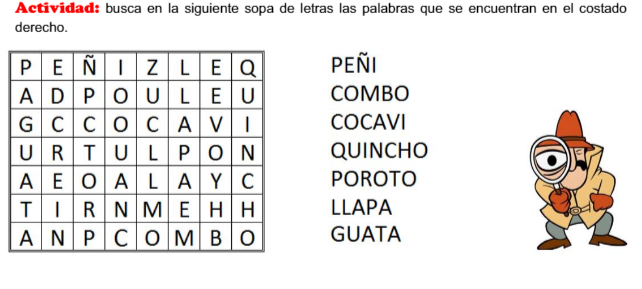 Actividad: busca en la siguiente sopa de letras las palabras que se encuentran en el costado
derecho.
P E Ñ I Z L E Q
A D P O U L E U
G C C O C A V I
U R T U L P O N
A E O A L A Y C
T I R N M E H H
A N P C O M B O
PEÑI
COMBO
COCAVI
QUINCHO
POROTO
LLAPA
GUATA